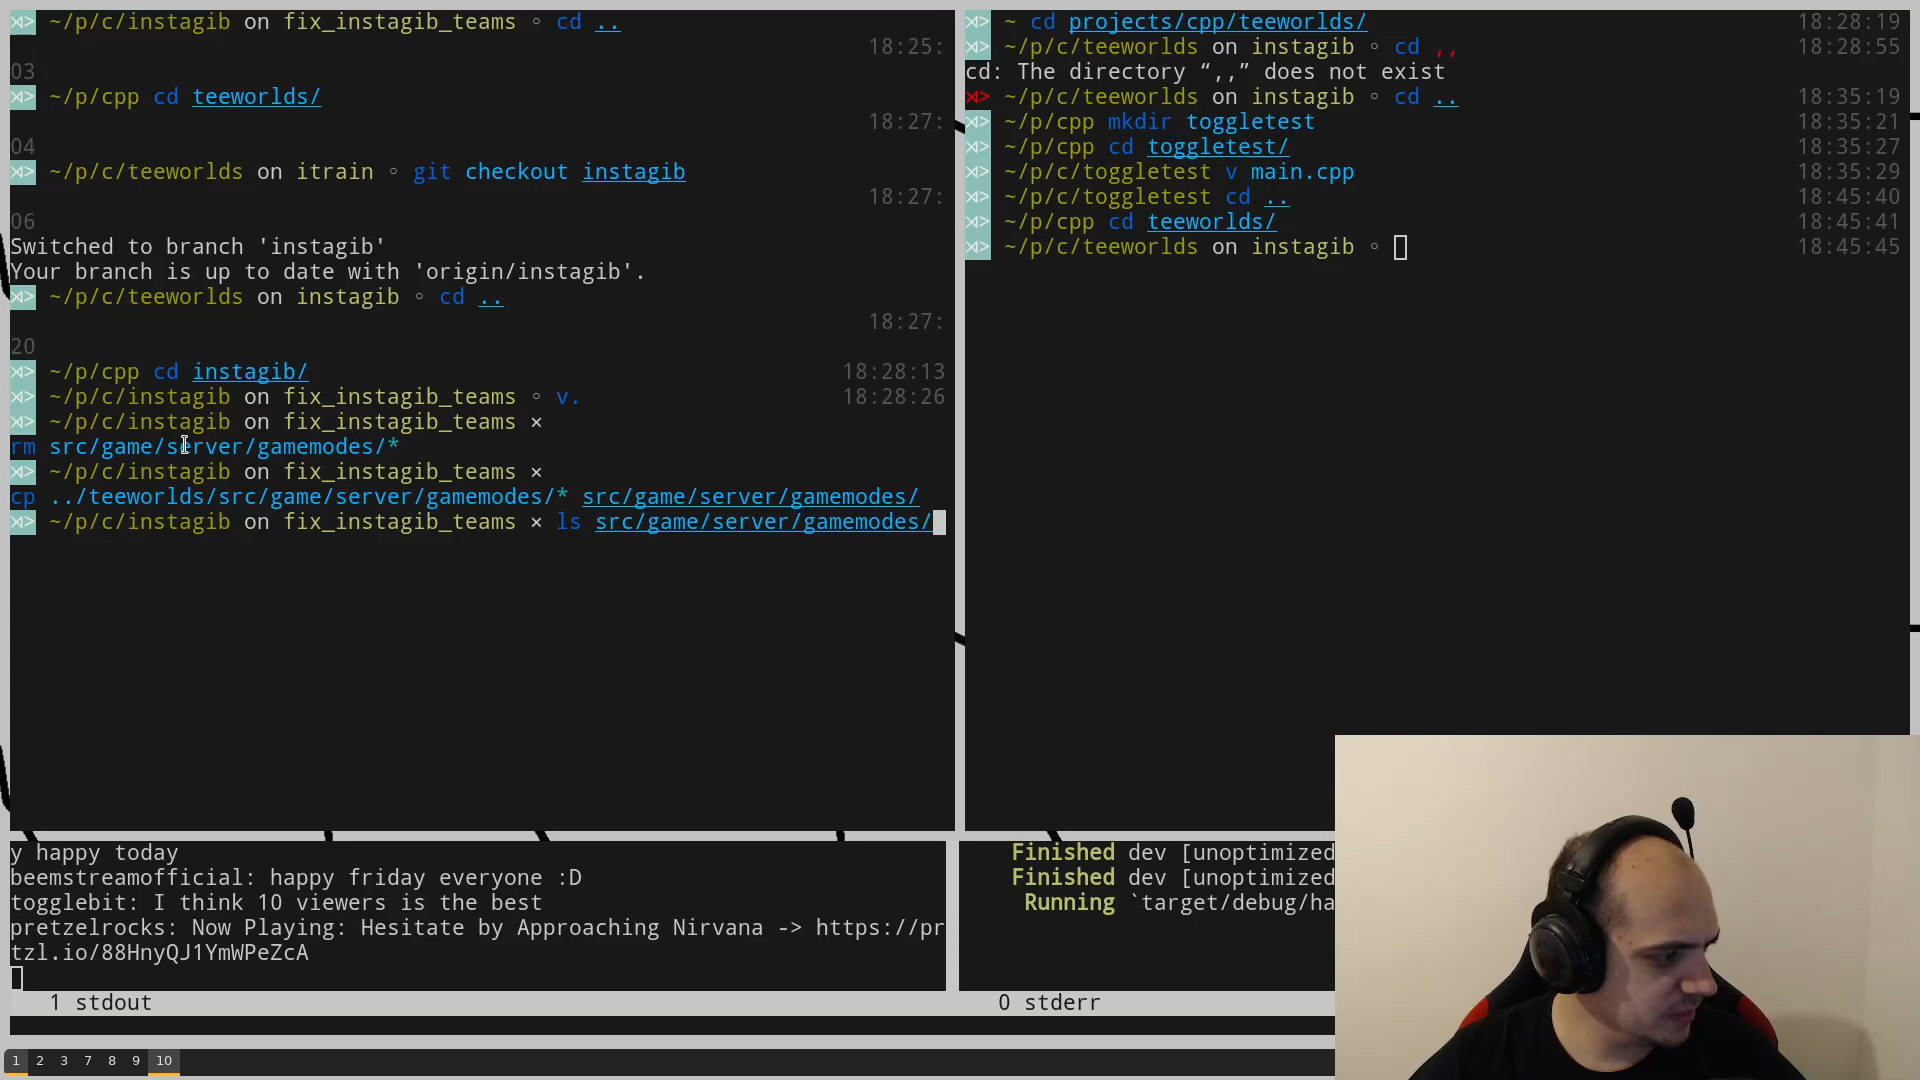 ⋊> ~/p/c/instagib on fix_instagib_teams ◦ cd ..
18:25:
03
⋊> ~/p/cpp cd teeworlds/
18:27:
04
⋊> ~/p/c/teeworlds on itrain ◦ git checkout instagib
18:27:
06
Switched to branch 'instagib'
Your branch is up to date with 'origin/instagib'.
⋊> ~/p/c/teeworlds on instagib ◦ cd ..
18:27:
20
⋊> ~/p/cpp cd instagib/ 18:28:13
⋊> ~/p/c/instagib on fix_instagib_teams ◦ v. 18:28:26
⋊> ~/p/c/instagib on fix_instagib_teams ⨯
rm src/game/server/gamemodes/*
⋊> ~/p/c/instagib on fix_instagib_teams ⨯
cp ../teeworlds/src/game/server/gamemodes/* src/game/server/gamemodes/
⋊> ~/p/c/instagib on fix_instagib_teams ⨯ ls src/game/server/gamemodes/
⋊> ~ cd projects/cpp/teeworlds/ 18:28:19
⋊> ~/p/c/teeworlds on instagib ◦ cd ,, 18:28:55
cd: The directory “,,” does not exist
⋊> ~/p/c/teeworlds on instagib ◦ cd .. 18:35:19
⋊> ~/p/cpp mkdir toggletest 18:35:21
⋊> ~/p/cpp cd toggletest/ 18:35:27
⋊> ~/p/c/toggletest v main.cpp 18:35:29
⋊> ~/p/c/toggletest cd .. 18:45:40
⋊> ~/p/cpp cd teeworlds/ 18:45:41
⋊> ~/p/c/teeworlds on instagib ◦ 18:45:45
y happy today
beemstreamofficial: happy friday everyone :D
togglebit: I think 10 viewers is the best
pretzelrocks: Now Playing: Hesitate by Approaching Nirvana -> https://pr
tzl.io/88HnyQJ1YmWPeZcA
1 stdout
Finished dev [unoptimized
Finished dev [unoptimized
Running `target/debug/ha
0 stderr
1 2 3 7 8 9 10